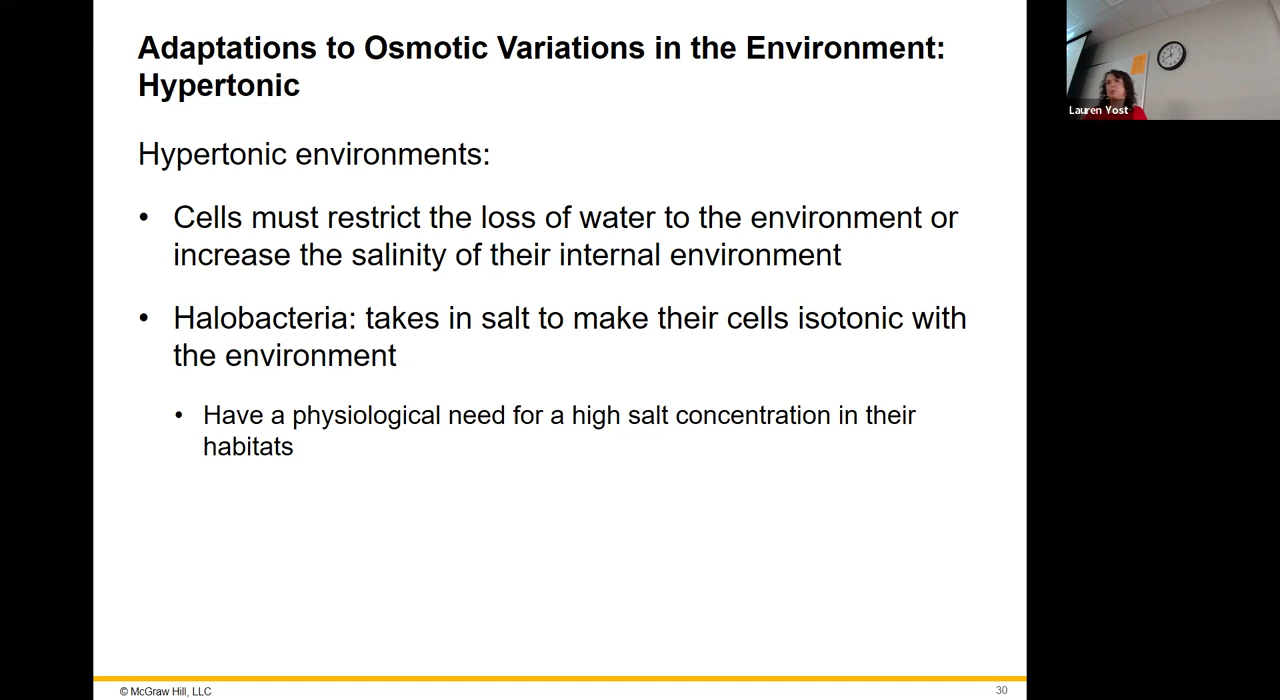 Adaptations to Osmotic Variations in the Environment:
Hypertonic
Hypertonic environments:
• Cells must restrict the loss of water to the environment or
increase the salinity of their internal environment
• Halobacteria: takes in salt to make their cells isotonic with
the environment
• Have a physiological need for a high salt concentration in their
habitats
© McGraw Hill, LLC
30
Lauren Yost